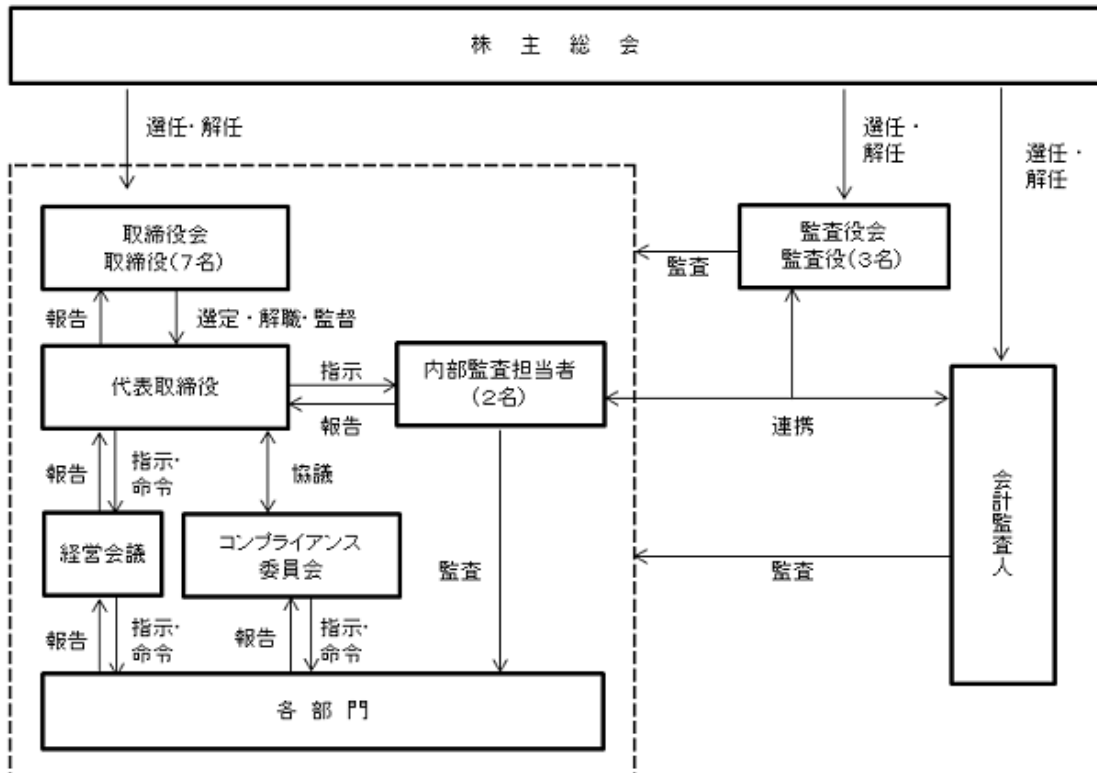 株 主 総 会
選任・解任
選任・
解任
選任・
解任
取締役会
取締役(7名)
監査役会
監査役(3名)
監査
報告
選定・解職・監督
代表取締役
指示
報告
内部監査担当者
(2名)
連携
報告
指示・
命令
協議
経営会議
コンプライアンス
委員会
監査
監査
会計監査人
報告
指示・
命令
報告
指示・
命令
各 部 門